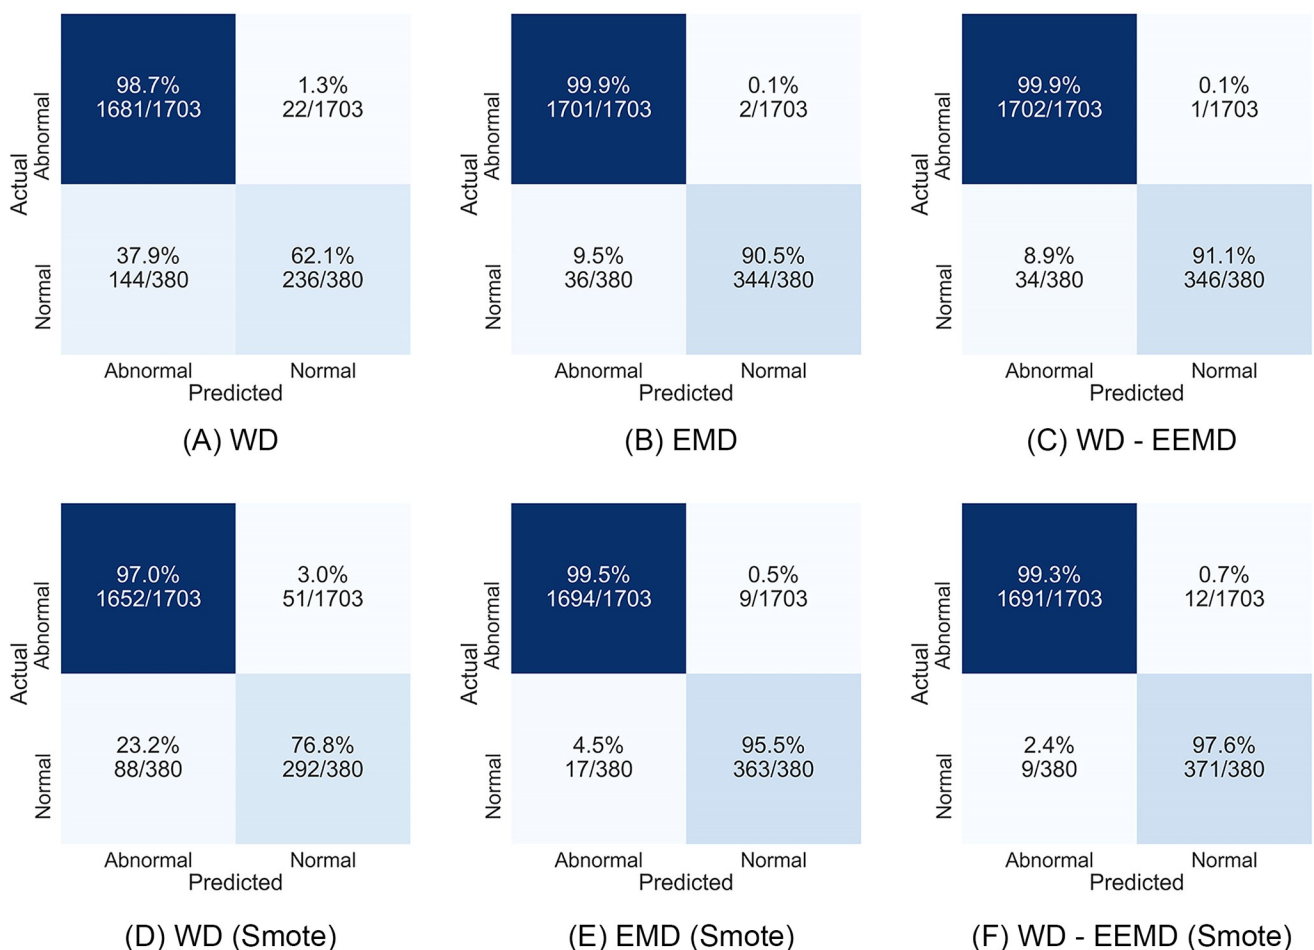 98.7%
1681/1703
1.3%
22/1703
37.9%
144/380
62.1%
236/380
Actual
Abnormal
Normal
Abnormal
Normal
Predicted
(A) WD
99.9%
1701/1703
0.1%
2/1703
9.5%
36/380
90.5%
344/380
Actual
Abnormal
Normal
Abnormal
Normal
Predicted
(B) EMD
99.9%
1702/1703
0.1%
1/1703
8.9%
34/380
91.1%
346/380
Actual
Abnormal
Normal
Abnormal
Normal
Predicted
(C) WD - EEMD
97.0%
1652/1703
3.0%
51/1703
23.2%
88/380
76.8%
292/380
Actual
Abnormal
Normal
Abnormal
Normal
Predicted
(D) WD (Smote)
99.5%
1694/1703
0.5%
9/1703
4.5%
17/380
95.5%
363/380
Actual
Abnormal
Normal
Abnormal
Normal
Predicted
(E) EMD (Smote)
99.3%
1691/1703
0.7%
12/1703
2.4%
9/380
97.6%
371/380
Actual
Abnormal
Normal
Abnormal
Normal
Predicted
(F) WD - EEMD (Smote)